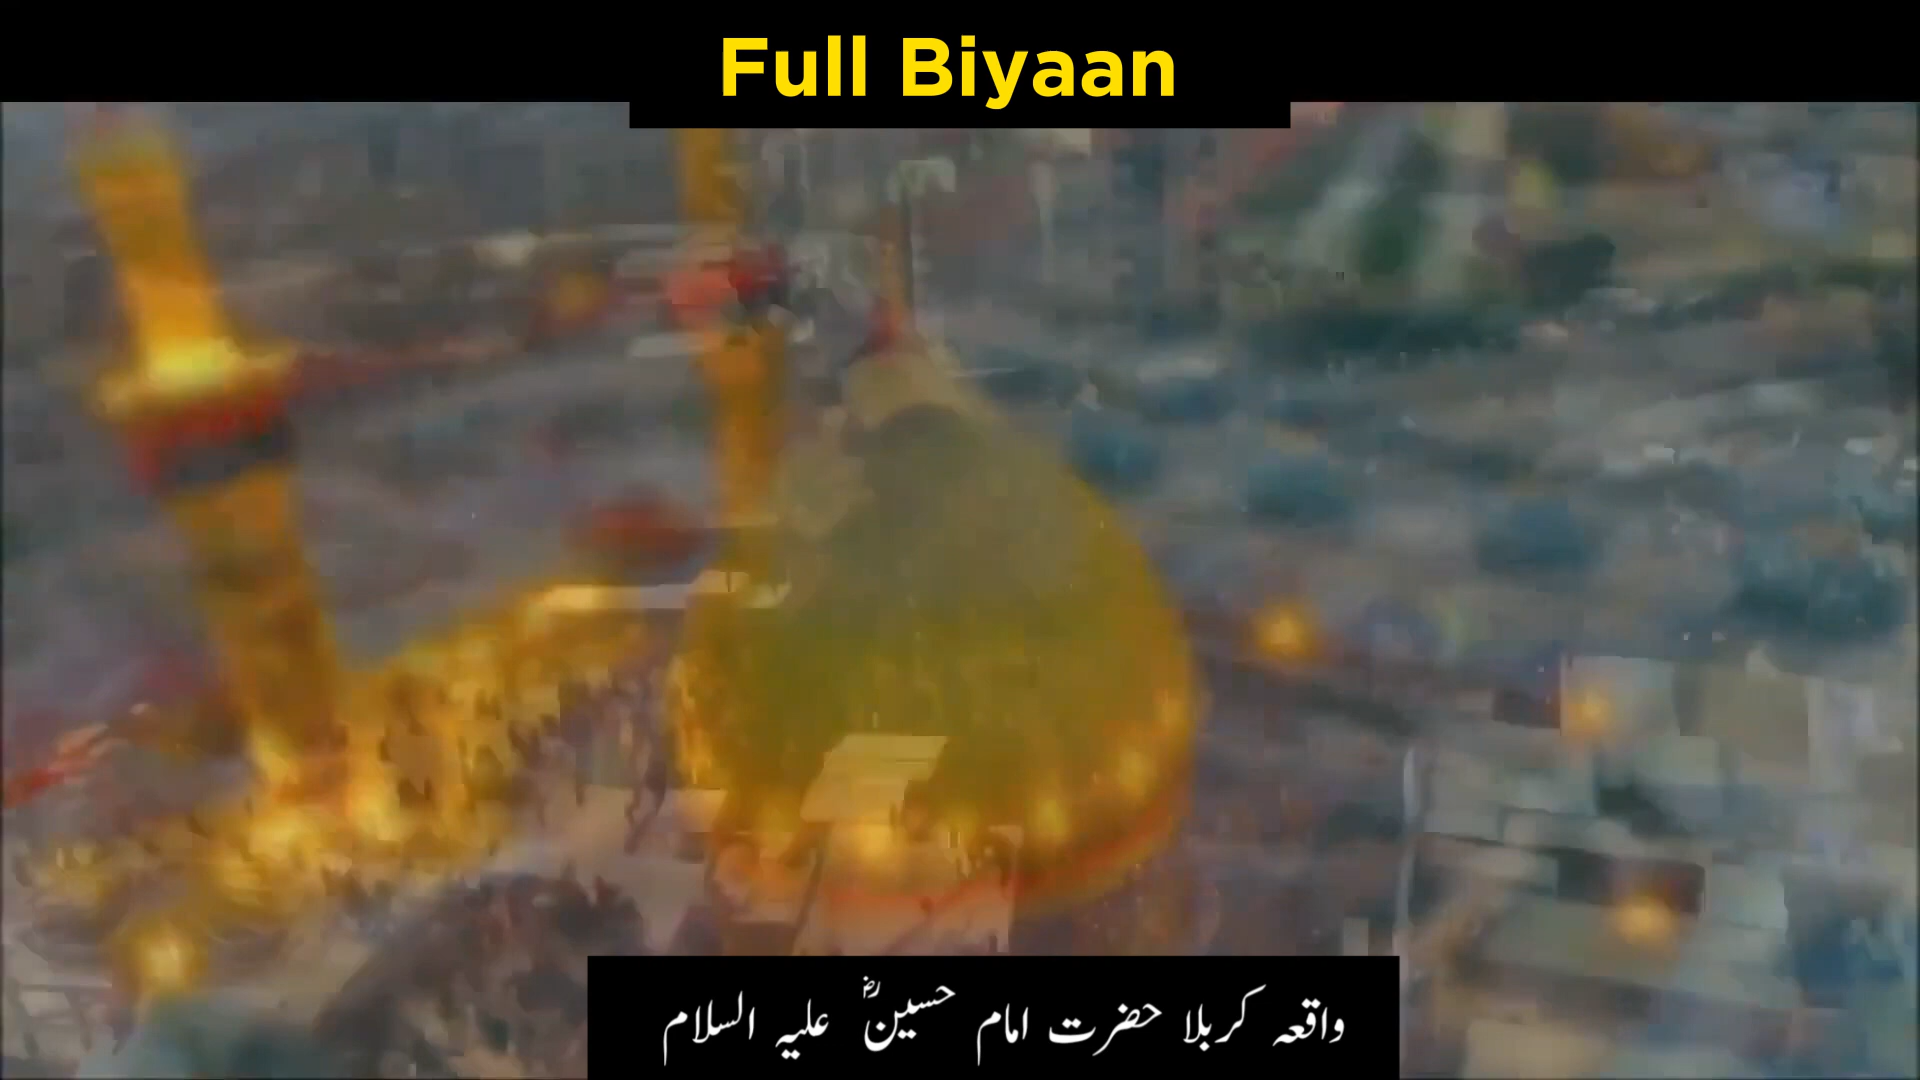 Full Biyaan
واقعہ کربلا حضرت امام حسینؓ علیہ السلام